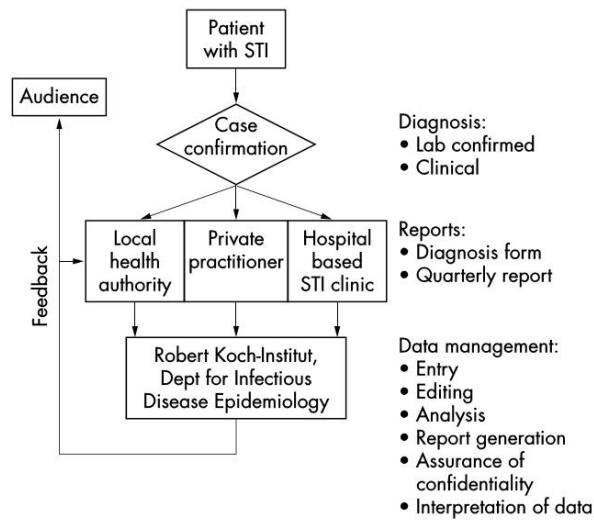 Patient
with STI
Audience
Case
confirmation
Diagnosis:
• Lab confirmed
• Clinical
Local
health
authority
Private
practitioner
Hospital
based
STI clinic
Reports:
• Diagnosis form
• Quarterly report
Feedback
Robert Koch-Institut,
Dept for Infectious
Disease Epidemiology
Data management:
• Entry
• Editing
• Analysis
• Report generation
• Assurance of
confidentiality
• Interpretation of data